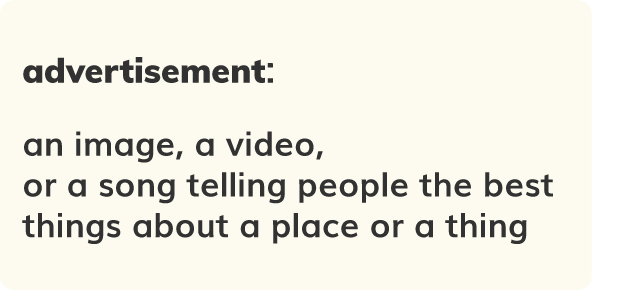 advertisement:
an image, a video,
or a song telling people the best
things about a place or a thing